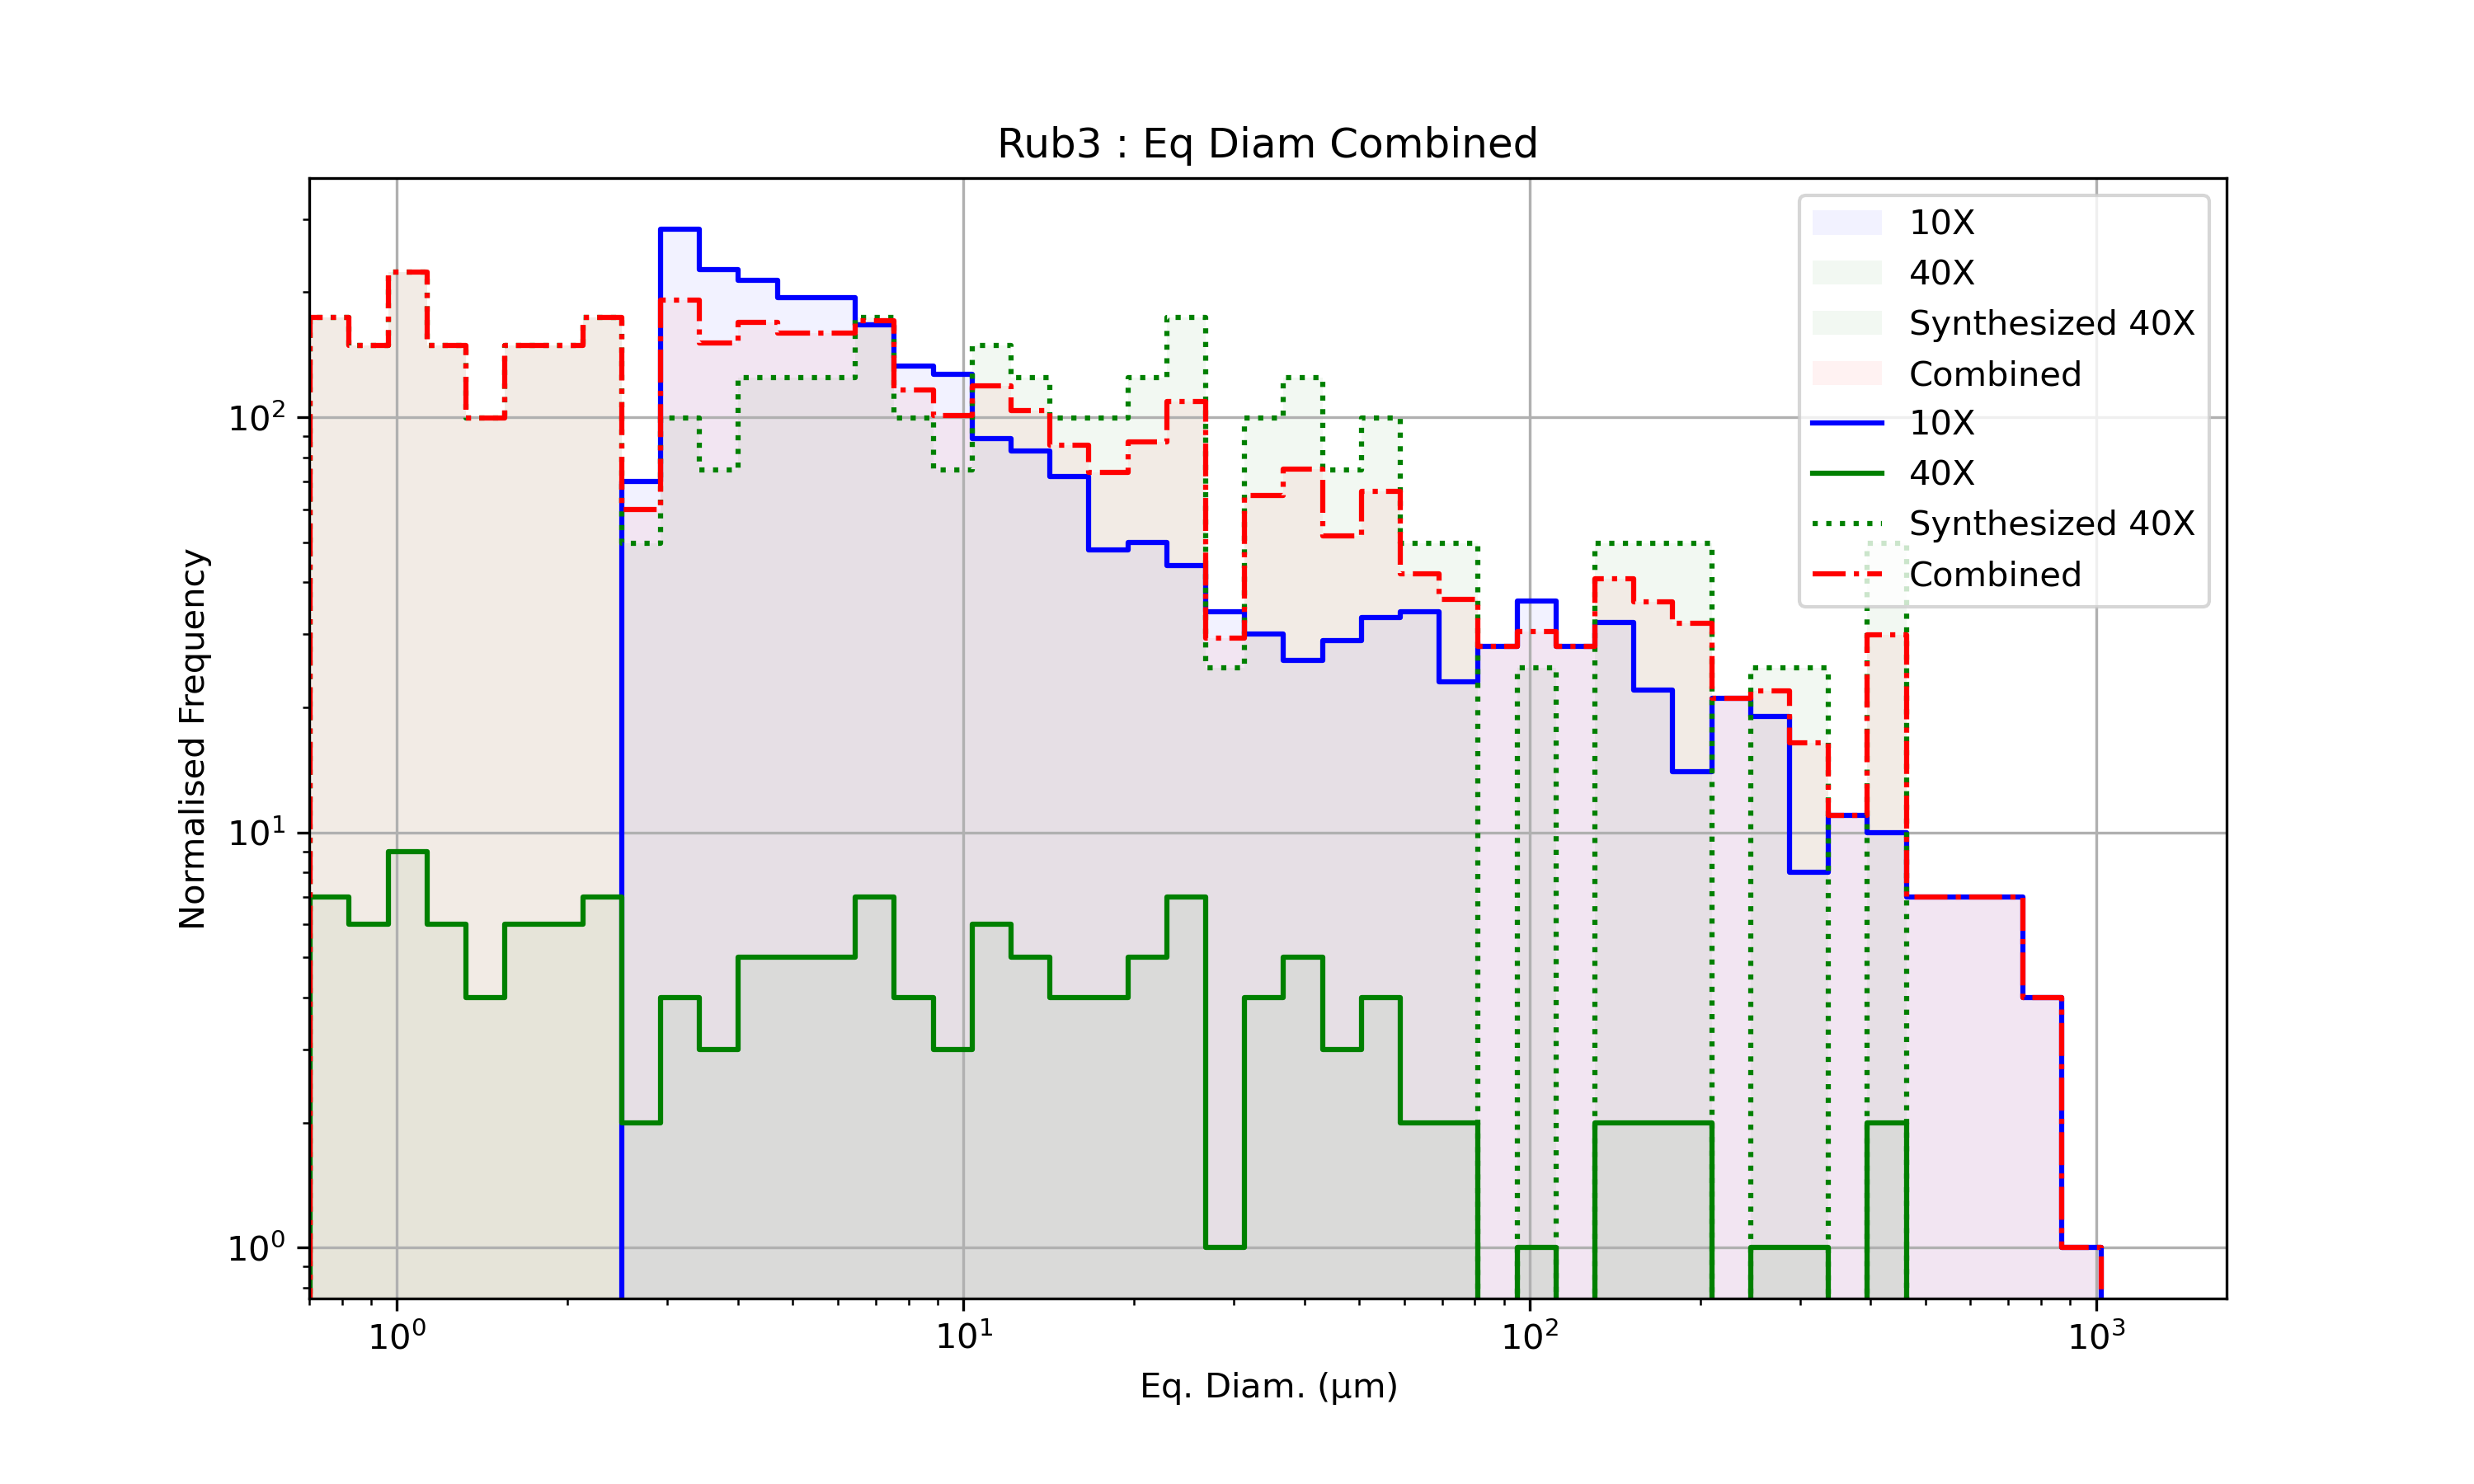 Rub3 : Eq Diam Combined
10X
40X
Synthesized 40X
Combined
10X
40X
Synthesized 40X
Combined
Normalised Frequency
10²
10¹
10⁰
10⁰ 10¹ 10² 10³
Eq. Diam. (μm)